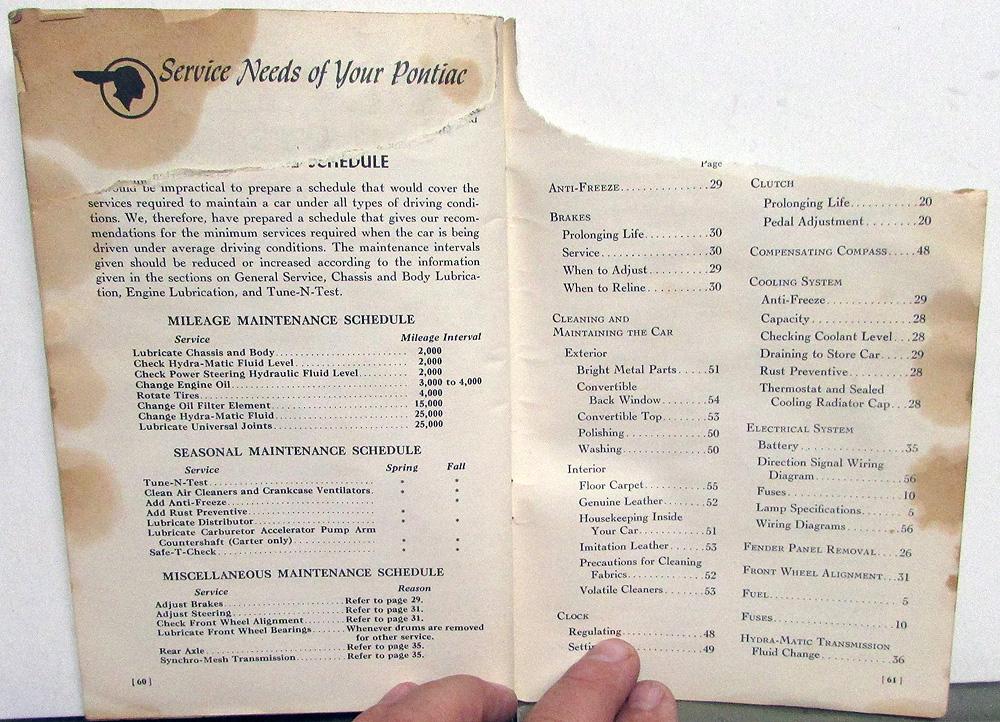 Service Needs of Your Pontiac
SCHEDULE
be impractical to prepare a schedule that would cover the
services required to maintain a car under all types of driving condi-
tions. We, therefore, have prepared a schedule that gives our recom-
mendations for the minimum services required when the car is being
driven under average driving conditions. The maintenance intervals
given should be reduced or increased according to the information
given in the sections on General Service, Chassis and Body Lubrica-
tion, Engine Lubrication, and Tune-N-Test.
MILEAGE MAINTENANCE SCHEDULE
Service Mileage Interval
Lubricate Chassis and Body 2,000
Check Hydra-Matic Fluid Level 2,000
Check Power Steering Hydraulic Fluid Level 2,000
Change Engine Oil 3,000 to 4,000
Rotate Tires 4,000
Change Oil Filter Element 15,000
Change Hydra-Matic Fluid 25,000
Lubricate Universal Joints 25,000
SEASONAL MAINTENANCE SCHEDULE
Service Spring Fall
Tune-N-Test * *
Clean Air Cleaners and Crankcase Ventilators. * *
Add Anti-Freeze *
Add Rust Preventive *
Lubricate Distributor * *
Lubricate Carburetor Accelerator Pump Arm
Countershaft (Carter only) * *
Safe-T-Check * *
MISCELLANEOUS MAINTENANCE SCHEDULE
Service Reason
Adjust Brakes Refer to page 29.
Adjust Steering Refer to page 31.
Check Front Wheel Alignment Refer to page 31.
Lubricate Front Wheel Bearings Whenever drums are removed
for other service.
Rear Axle Refer to page 35.
Synchro-Mesh Transmission Refer to page 35.
[60]
Page
ANTI-FREEZE 29
BRAKES
Prolonging Life 30
Service 30
When to Adjust 29
When to Reline 30
CLEANING AND
MAINTAINING THE CAR
Exterior
Bright Metal Parts 51
Convertible
Back Window 54
Convertible Top 53
Polishing 50
Washing 50
Interior
Floor Carpet 55
Genuine Leather 52
Housekeeping Inside
Your Car 51
Imitation Leather 53
Precautions for Cleaning
Fabrics 52
Volatile Cleaners 53
CLOCK
Regulating 48
49
CLUTCH
Prolonging Life 20
Pedal Adjustment 20
COMPENSATING COMPASS 48
COOLING SYSTEM
Anti-Freeze 29
Capacity 28
Checking Coolant Level 28
Draining to Store Car 29
Rust Preventive 28
Thermostat and Sealed
Cooling Radiator Cap 28
ELECTRICAL SYSTEM
Battery 35
Direction Signal Wiring
Diagram 56
Fuses 10
Lamp Specifications 5
Wiring Diagrams 56
FENDER PANEL REMOVAL 26
FRONT WHEEL ALIGNMENT 31
FUEL 5
FUSES 10
HYDRA-MATIC TRANSMISSION
Fluid Change 36
[61]